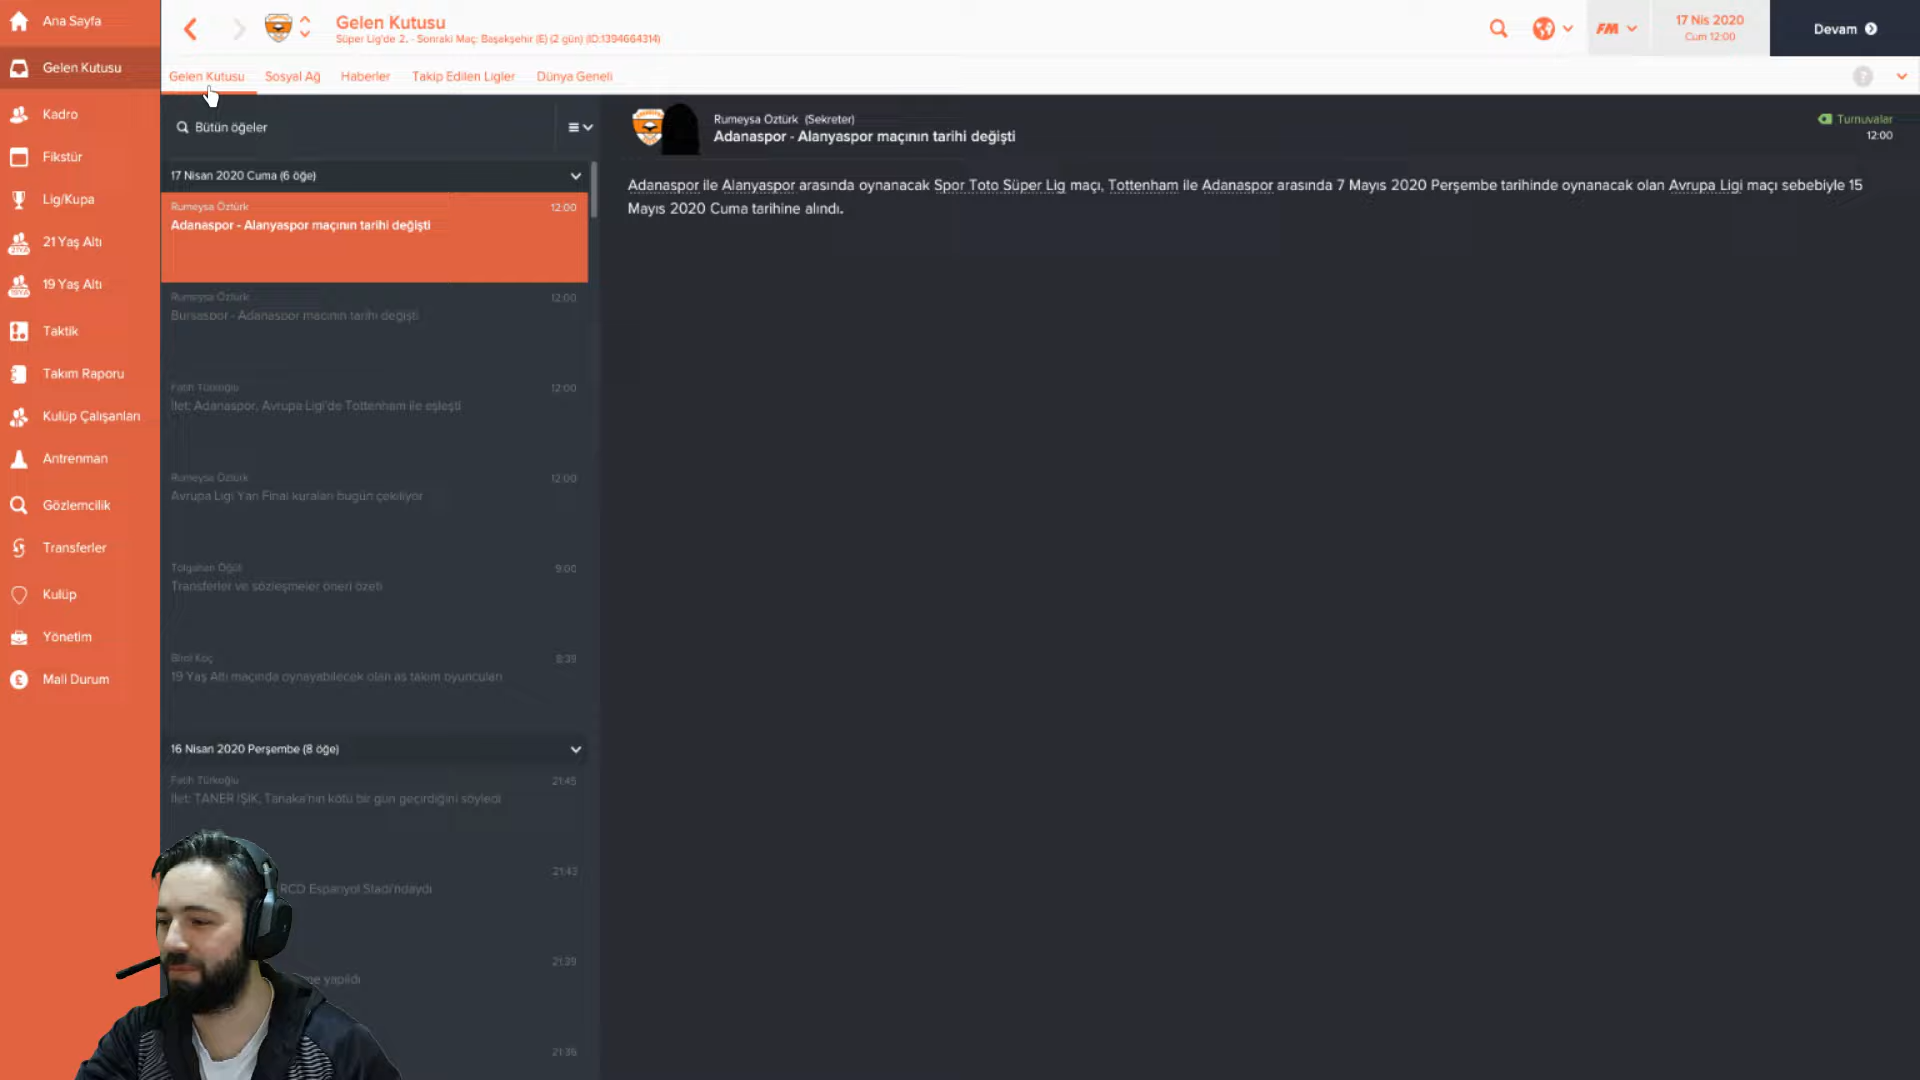 Ana Sayfa
Gelen Kutusu
Kadro
Fikstür
Lig/Kupa
21 Yaş Altı
19 Yaş Altı
Taktik
Takım Raporu
Kulüp Çalışanları
Antrenman
Gözlemcilik
Transferler
Kulüp
Yönetim
Mali Durum
Gelen Kutusu
Süper Lig'de 2. - Sonraki Maç: Başakşehir (E) (2 gün) (ID:1394664314)
FM
17 Nis 2020
Cum 12:00
Devam
Gelen Kutusu Sosyal Ağ Haberler Takip Edilen Ligler Dünya Geneli
?
Bütün öğeler
17 Nisan 2020 Cuma (6 öğe)
Rumeysa Öztürk 12:00
Adanaspor - Alanyaspor maçının tarihi değişti
Rumeysa Öztürk 12:00
Bursaspor - Adanaspor maçının tarihi değişti
Fatih Türkoğlu 12:00
İlet: Adanaspor, Avrupa Ligi'de Tottenham ile eşleşti
Rumeysa Öztürk 12:00
Avrupa Ligi Yarı Final kuraları bugün çekiliyor
Tolgahan Öğüt 9:00
Transferler ve sözleşmeler öneri özeti
Birol Koç 8:39
19 Yaş Altı maçında oynayabilecek olan as takım oyuncuları
16 Nisan 2020 Perşembe (8 öğe)
Fatih Türkoğlu 21:45
İlet: TANER IŞIK, Tanaka'nın kötü bir gün geçirdiğini söyledi
21:43
RCD Espanyol Stadı'ndaydı
21:39
yapıldı
21:36
Rumeysa Öztürk (Sekreter)
Adanaspor - Alanyaspor maçının tarihi değişti
Turnuvalar
12:00
Adanaspor ile Alanyaspor arasında oynanacak Spor Toto Süper Lig maçı, Tottenham ile Adanaspor arasında 7 Mayıs 2020 Perşembe tarihinde oynanacak olan Avrupa Ligi maçı sebebiyle 15
Mayıs 2020 Cuma tarihine alındı.